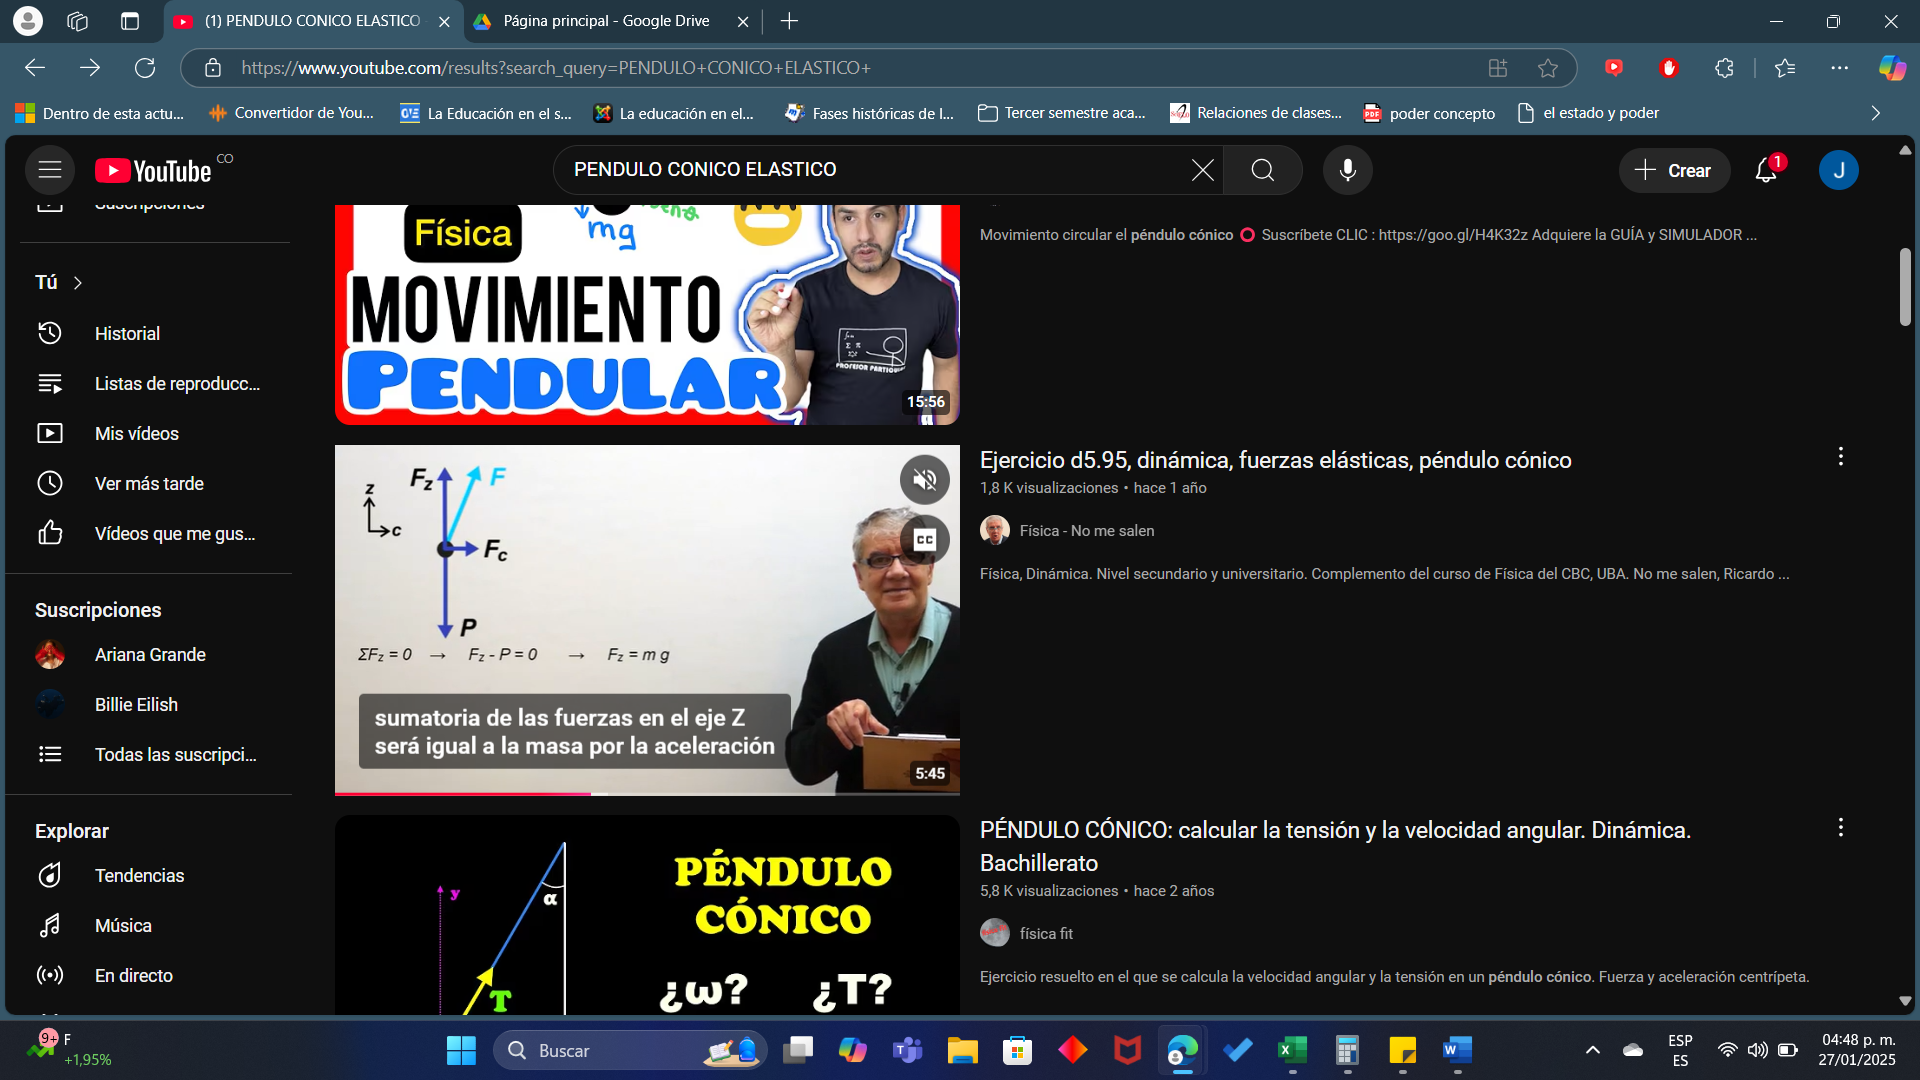 (1) PENDULO CONICO ELASTICO
Página principal - Google Drive
https://www.youtube.com/results?search_query=PENDULO+CONICO+ELASTICO+
Dentro de esta actu...
Convertidor de You...
La Educación en el s...
La educación en el...
Fases históricas de l...
Tercer semestre aca...
Relaciones de clases...
poder concepto
el estado y poder
YouTube CO
PENDULO CONICO ELASTICO
Crear
1
J
Suscripciones
Tú
Historial
Listas de reproducc...
Mis vídeos
Ver más tarde
Vídeos que me gus...
Suscripciones
Ariana Grande
Billie Eilish
Todas las suscripci...
Explorar
Tendencias
Música
En directo
Física
mg
MOVIMIENTO
PENDULAR
PROFESOR PARTICULAR
15:56
Movimiento circular el péndulo cónico ⭕ Suscríbete CLIC : https://goo.gl/H4K32z Adquiere la GUÍA y SIMULADOR ...
z
c
Fz
F
Fc
P
ΣFz = 0 → Fz - P = 0 → Fz = m g
CC
sumatoria de las fuerzas en el eje Z
será igual a la masa por la aceleración
5:45
Ejercicio d5.95, dinámica, fuerzas elásticas, péndulo cónico
1,8 K visualizaciones • hace 1 año
Física - No me salen
Física, Dinámica. Nivel secundario y universitario. Complemento del curso de Física del CBC, UBA. No me salen, Ricardo ...
y
α
T
PÉNDULO
CÓNICO
¿ω? ¿T?
PÉNDULO CÓNICO: calcular la tensión y la velocidad angular. Dinámica.
Bachillerato
5,8 K visualizaciones • hace 2 años
física fit
Ejercicio resuelto en el que se calcula la velocidad angular y la tensión en un péndulo cónico. Fuerza y aceleración centrípeta.
9+
F
+1,95%
Buscar
ESP
ES
04:48 p. m.
27/01/2025